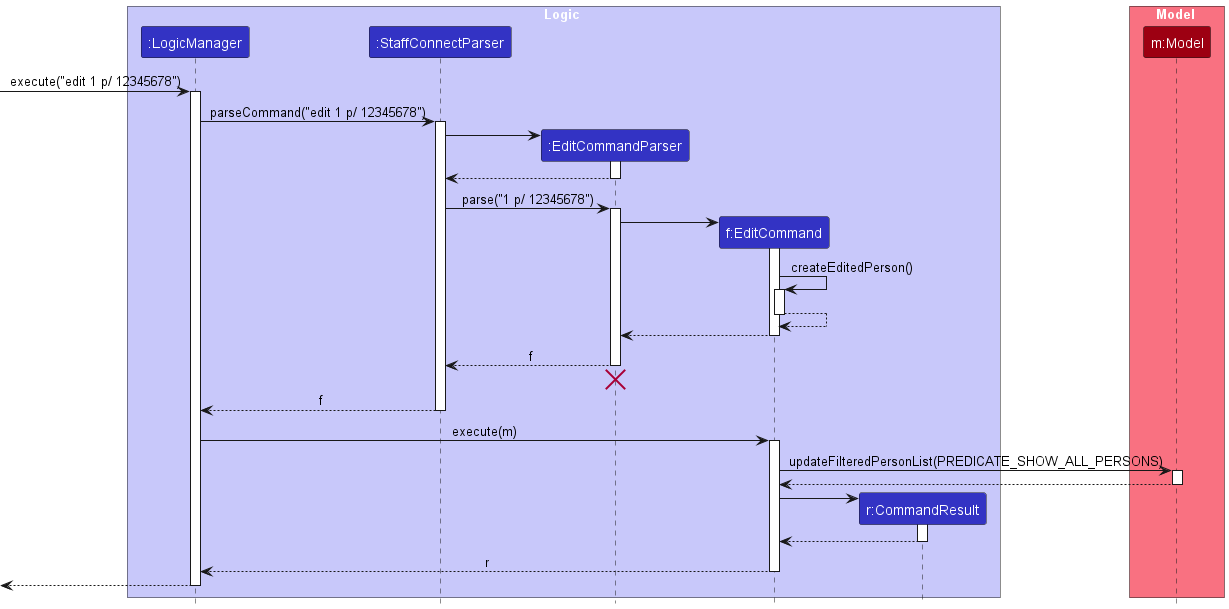 Logic
Model
:LogicManager
:StaffConnectParser
m:Model
execute("edit 1 p/ 12345678")
parseCommand("edit 1 p/ 12345678")
:EditCommandParser
parse("1 p/ 12345678")
f:EditCommand
createEditedPerson()
f
f
execute(m)
updateFilteredPersonList(PREDICATE_SHOW_ALL_PERSONS)
r:CommandResult
r